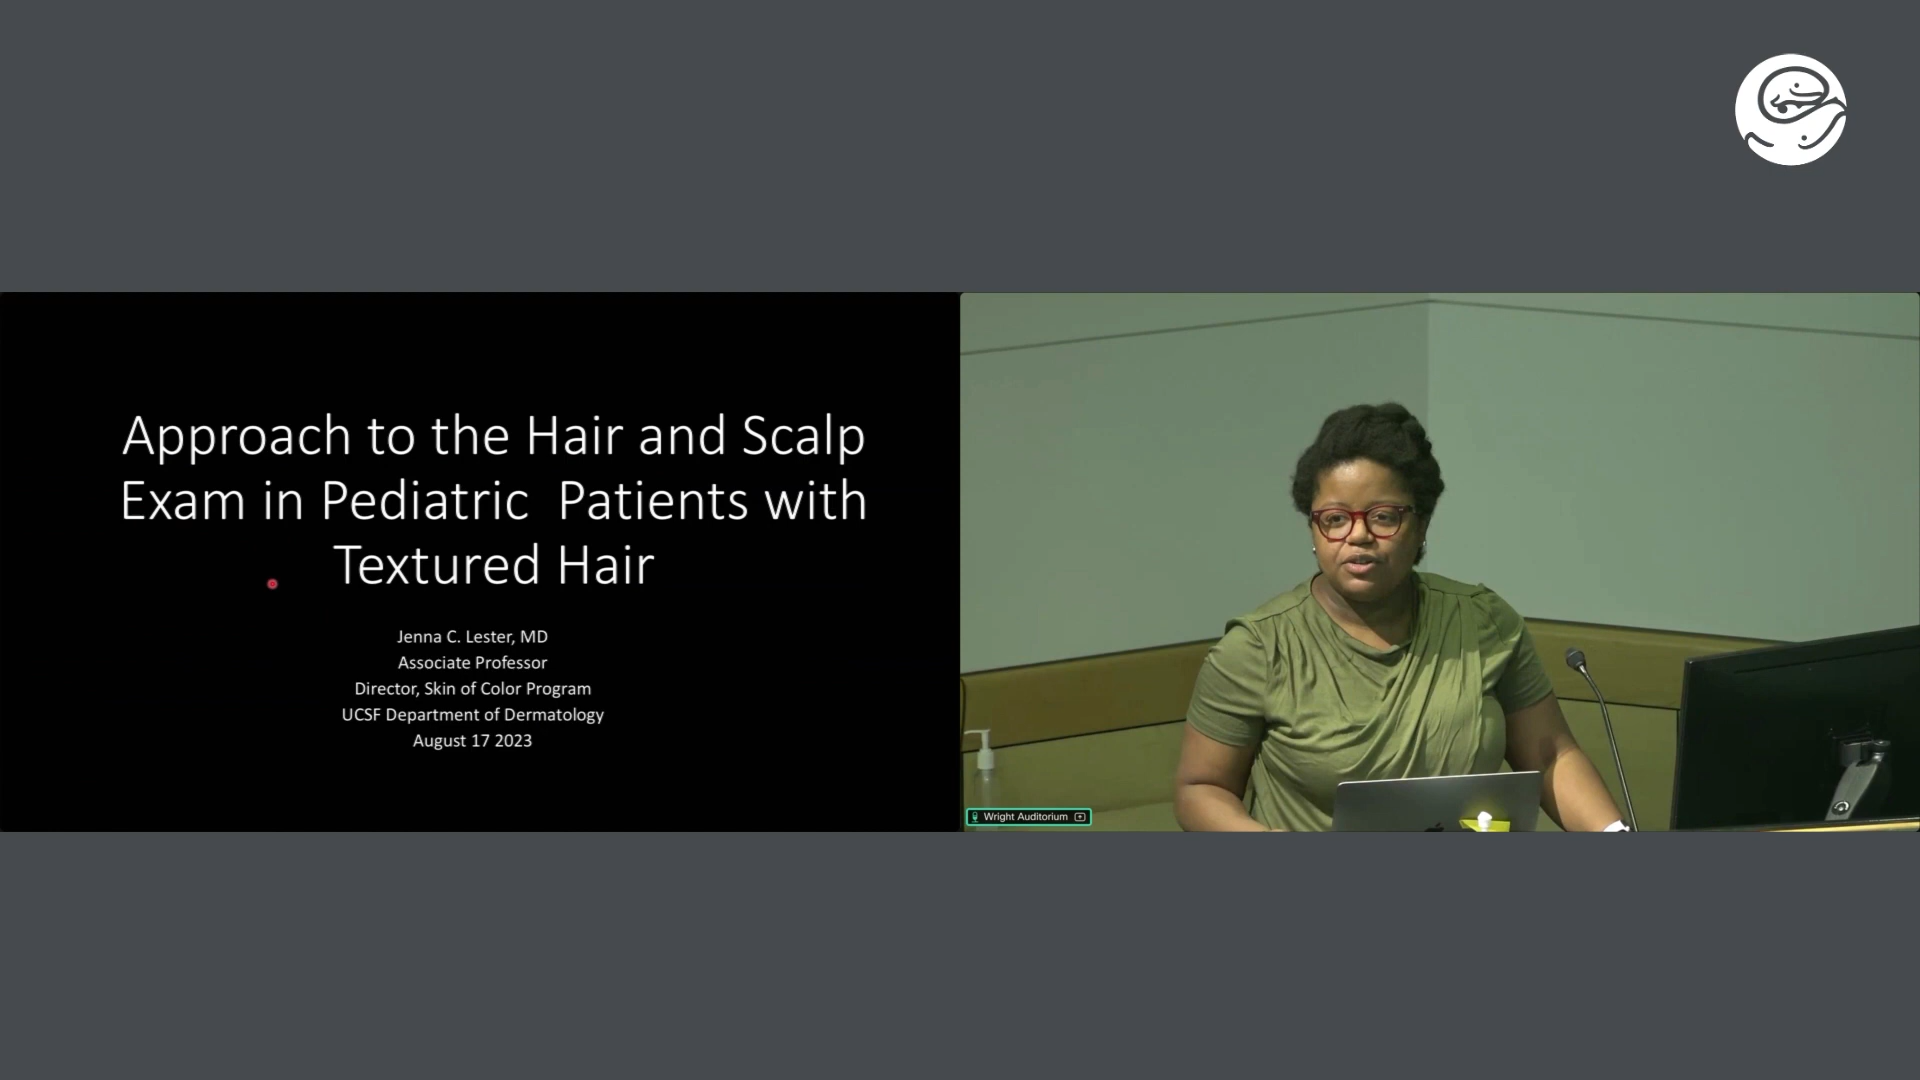 Approach to the Hair and Scalp
Exam in Pediatric  Patients with
Textured Hair
Jenna C. Lester, MD
Associate Professor
Director, Skin of Color Program
UCSF Department of Dermatology
August 17 2023
Wright Auditorium